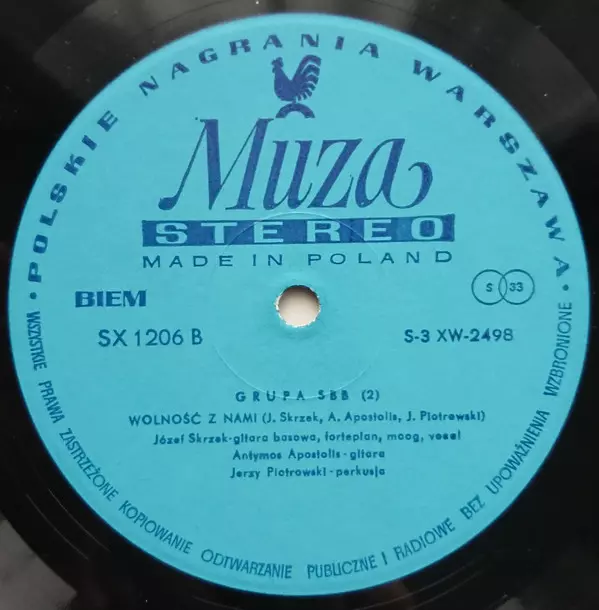 POLSKIE NAGRANIA WARSZAWA
Muza
STEREO
MADE IN POLAND
BIEM
S 33
SX 1206 B
S-3 XW-2498
GRUPA SBB (2)
WOLNOŚĆ Z NAMI (J. Skrzek, A. Apostolis, J. Piotrowski)
Józef Skrzek-gitara basowa, fortepian, moog, vocal
Antymos Apostolis - gitara
Jerzy Piotrowski - perkusja
· WSZYSTKIE PRAWA ZASTRZEŻONE KOPIOWANIE ODTWARZANIE PUBLICZNE I RADIOWE BEZ UPOWAŻNIENIA WZBRONIONE ·